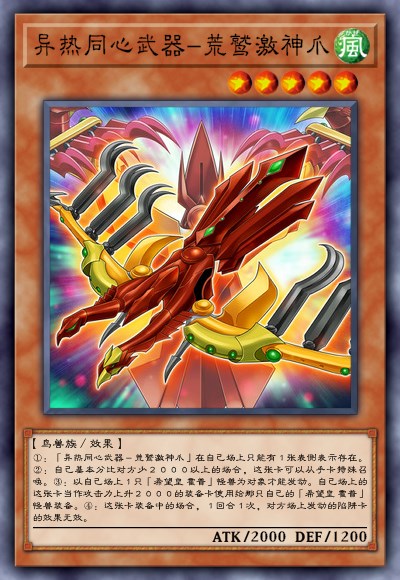 异热同心武器-荒鹫激神爪
風
【鸟兽族/效果】
①:「异热同心武器-荒鹫激神爪」在自己场上只能有1张表侧表示存在。
②:自己基本分比对方少2000以上的场合,这张卡可以从手卡特殊召
唤。③:以自己场上1只「希望皇 霍普」怪兽为对象才能发动。自己场上的
这张卡当作攻击力上升2000的装备卡使用给那只自己的「希望皇 霍普」
怪兽装备。④:这张卡装备中的场合,1回合1次,对方场上发动的陷阱卡
的效果无效。
ATK/2000 DEF/1200